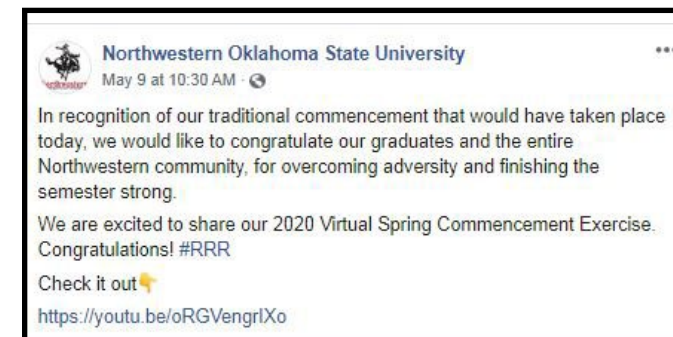 Northwestern Oklahoma State University
May 9 at 10:30 AM ·
In recognition of our traditional commencement that would have taken place
today, we would like to congratulate our graduates and the entire
Northwestern community, for overcoming adversity and finishing the
semester strong.
We are excited to share our 2020 Virtual Spring Commencement Exercise.
Congratulations! #RRR
Check it out👇
https://youtu.be/oRGVengrIXo